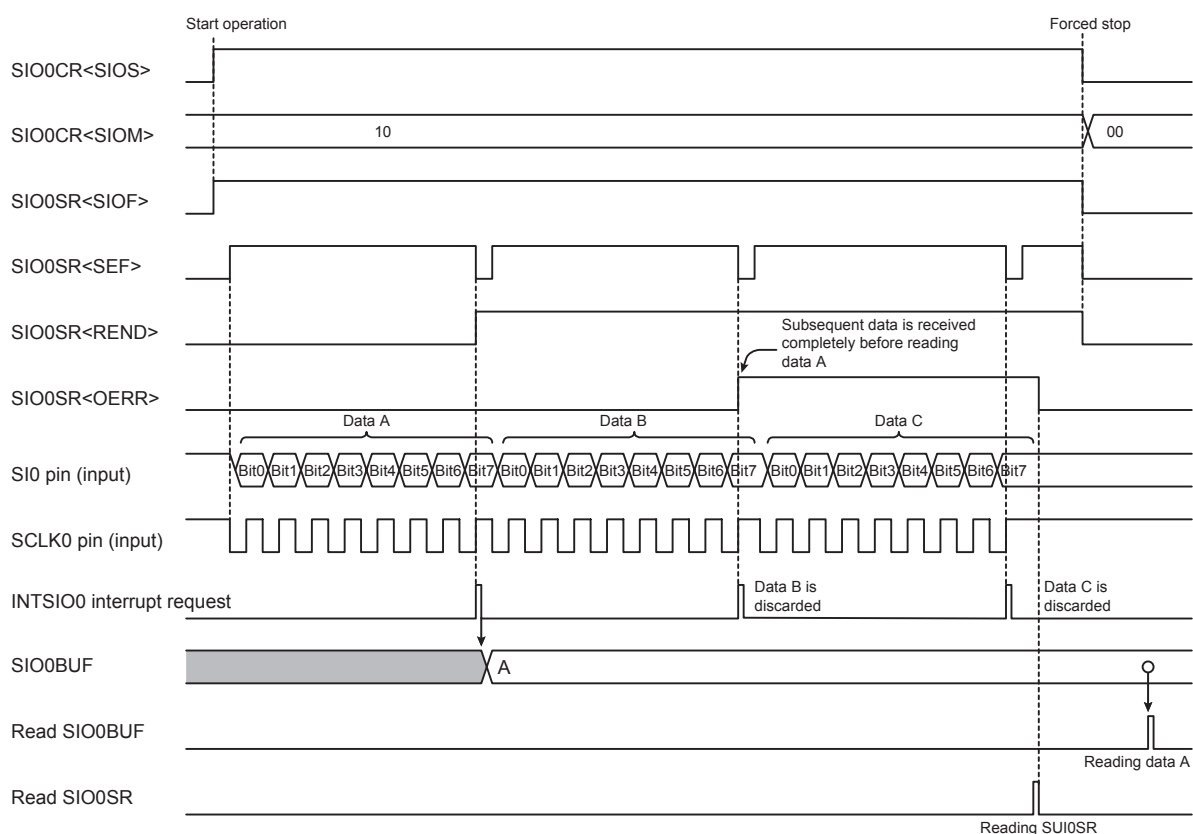 Start operation
Forced stop
SIO0CR<SIOS>
SIO0CR<SIOM>
10
00
SIO0SR<SIOF>
SIO0SR<SEF>
SIO0SR<REND>
Subsequent data is received
completely before reading
data A
SIO0SR<OERR>
Data A
Data B
Data C
SI0 pin (input)
Bit0 Bit1 Bit2 Bit3 Bit4 Bit5 Bit6 Bit7 Bit0 Bit1 Bit2 Bit3 Bit4 Bit5 Bit6 Bit7 Bit0 Bit1 Bit2 Bit3 Bit4 Bit5 Bit6 Bit7
SCLK0 pin (input)
INTSIO0 interrupt request
Data B is
discarded
Data C is
discarded
SIO0BUF
A
Read SIO0BUF
Reading data A
Read SIO0SR
Reading SUI0SR